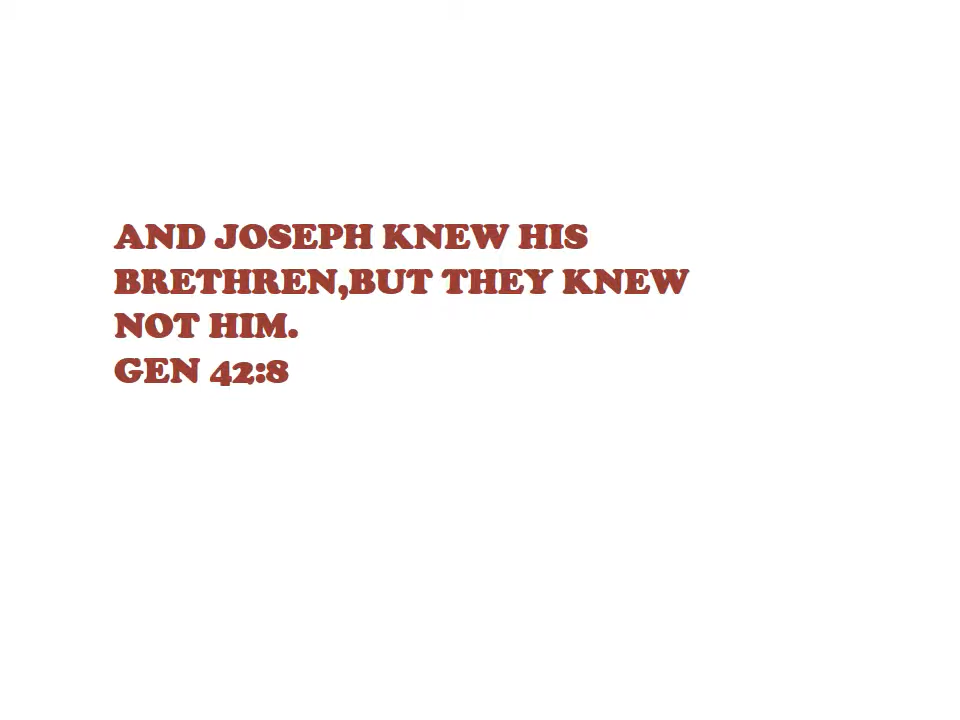 AND JOSEPH KNEW HIS
BRETHREN,BUT THEY KNEW
NOT HIM.
GEN 42:8